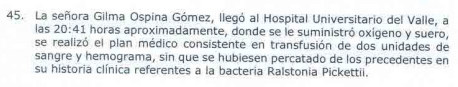 45. La señora Gilma Ospina Gómez, llegó al Hospital Universitario del Valle, a
las 20:41 horas aproximadamente, donde se le suministró oxígeno y suero,
se realizó el plan médico consistente en transfusión de dos unidades de
sangre y hemograma, sin que se hubiesen percatado de los precedentes en
su historia clínica referentes a la bacteria Ralstonia Pickettii.